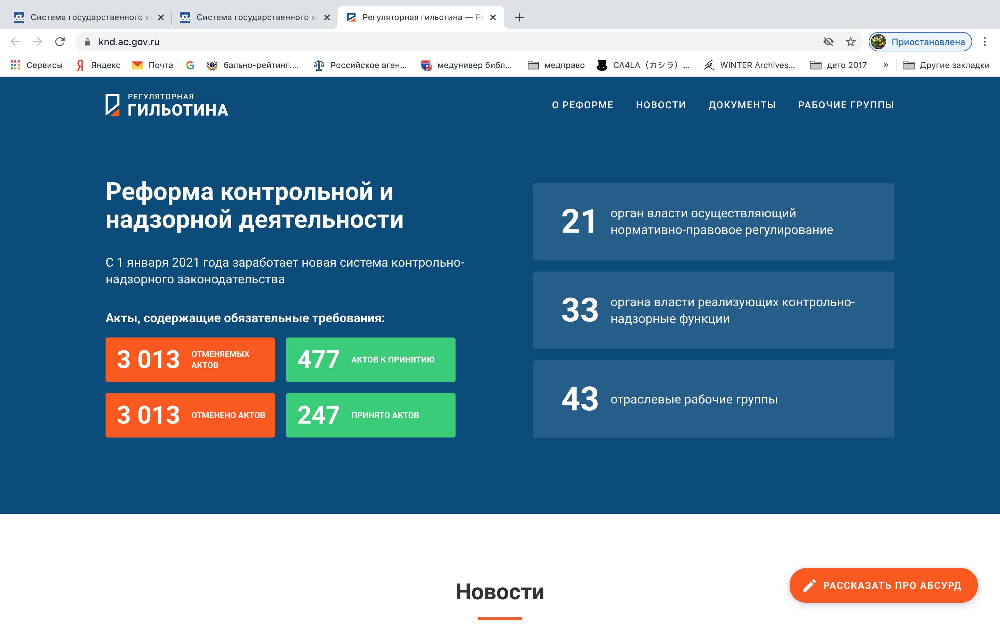 Система государственного к
Система государственного к
Регуляторная гильотина — Ре
knd.ac.gov.ru
Приостановлена
Сервисы
Яндекс
Почта
бально-рейтинг....
Российское аген...
медунивер библ...
медправо
CA4LA（カシラ）...
WINTER Archives...
дето 2017
»
Другие закладки
РЕГУЛЯТОРНАЯ
ГИЛЬОТИНА
О РЕФОРМЕ
НОВОСТИ
ДОКУМЕНТЫ
РАБОЧИЕ ГРУППЫ
Реформа контрольной и
надзорной деятельности
С 1 января 2021 года заработает новая система контрольно-
надзорного законодательства
Акты, содержащие обязательные требования:
3 013 ОТМЕНЯЕМЫХ
АКТОВ
477 АКТОВ К ПРИНЯТИЮ
3 013 ОТМЕНЕНО АКТОВ
247 ПРИНЯТО АКТОВ
21 орган власти осуществляющий
нормативно-правовое регулирование
33 органа власти реализующих контрольно-
надзорные функции
43 отраслевые рабочие группы
Новости
РАССКАЗАТЬ ПРО АБСУРД